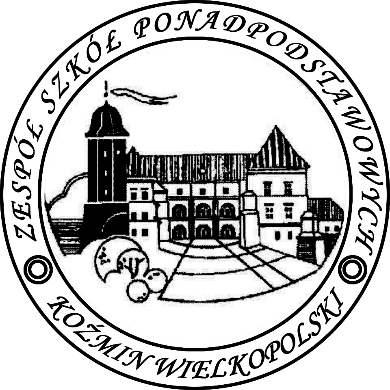 ZESPÓŁ SZKÓŁ PONADPODSTAWOWYCH
KOŹMIN WIELKOPOLSKI